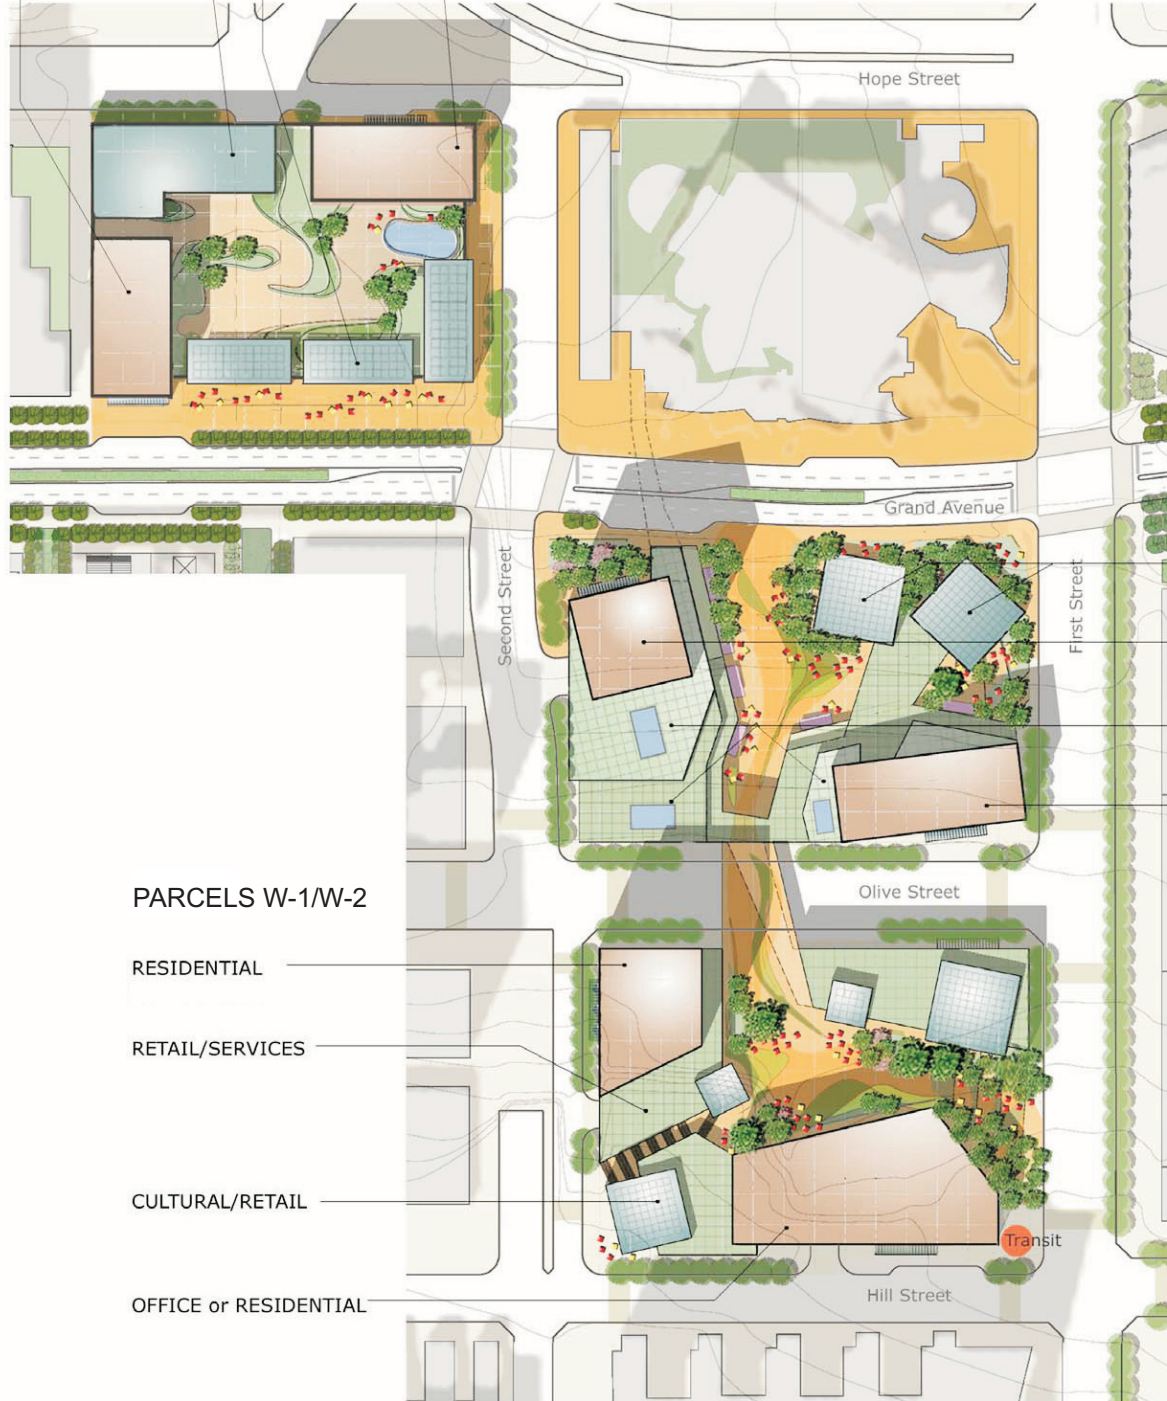 Hope Street
Grand Avenue
Second Street
First Street
Olive Street
PARCELS W-1/W-2
RESIDENTIAL
RETAIL/SERVICES
CULTURAL/RETAIL
Transit
OFFICE or RESIDENTIAL
Hill Street